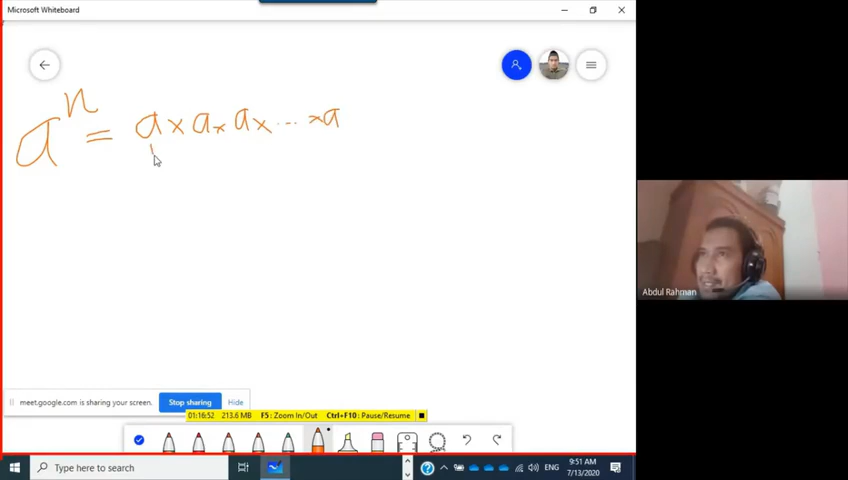 Microsoft Whiteboard
aⁿ = a × a × a × ... × a
Abdul Rahman
meet.google.com is sharing your screen.
Stop sharing
Hide
01:16:52
213.6 MB
F5: Zoom In/Out
Ctrl+F10: Pause/Resume
Type here to search
ENG
9:51 AM
7/13/2020